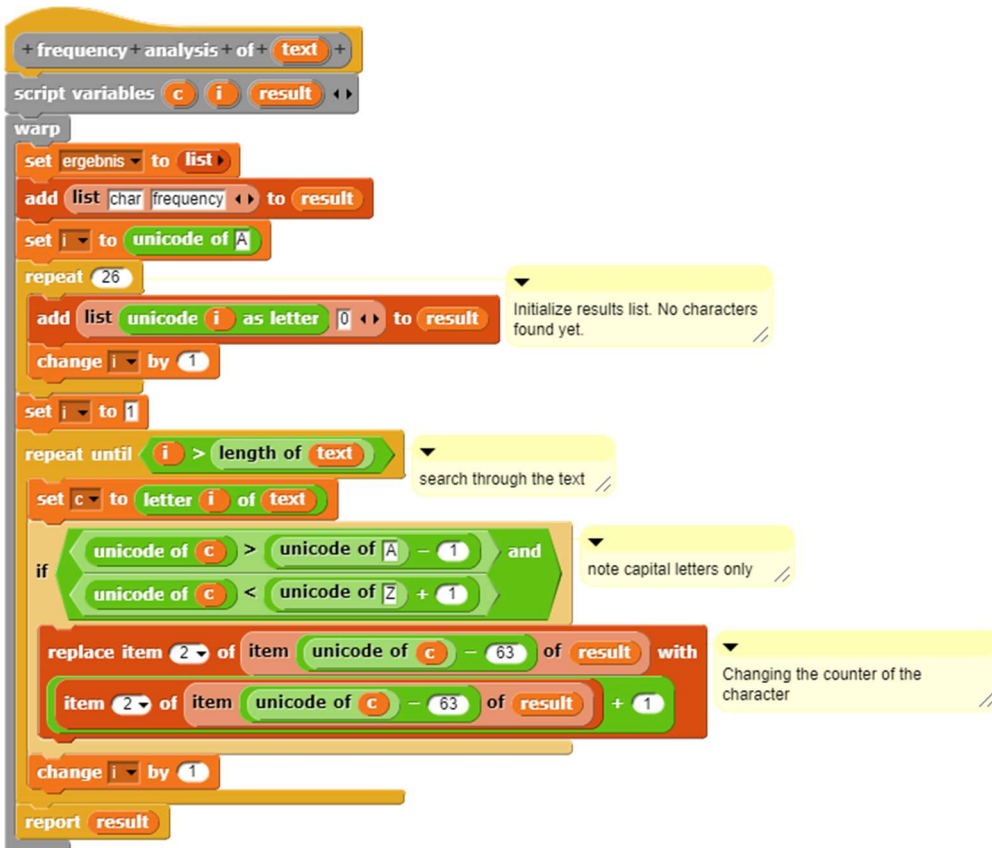 + frequency + analysis + of + text +
script variables c i result
warp
set ergebnis to list
add list char frequency to result
set i to unicode of A
repeat 26
add list unicode i as letter 0 to result
Initialize results list. No characters
found yet.
change i by 1
set i to 1
repeat until i > length of text
search through the text
set c to letter i of text
if
unicode of c > unicode of A - 1 and
unicode of c < unicode of Z + 1
note capital letters only
replace item 2 of item unicode of c - 63 of result with
item 2 of item unicode of c - 63 of result + 1
Changing the counter of the
character
change i by 1
report result